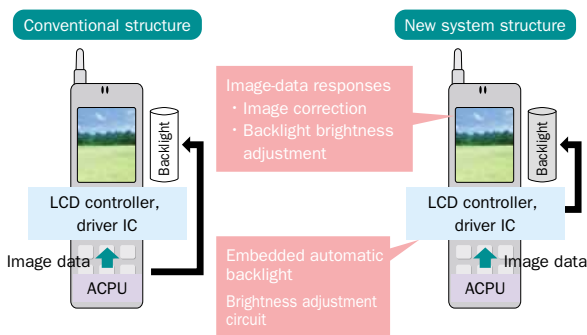 Conventional structure
Backlight
LCD controller,
driver IC
Image data
ACPU
Image-data responses
・Image correction
・Backlight brightness
adjustment
Embedded automatic
backlight
Brightness adjustment
circuit
New system structure
Backlight
LCD controller,
driver IC
Image data
ACPU